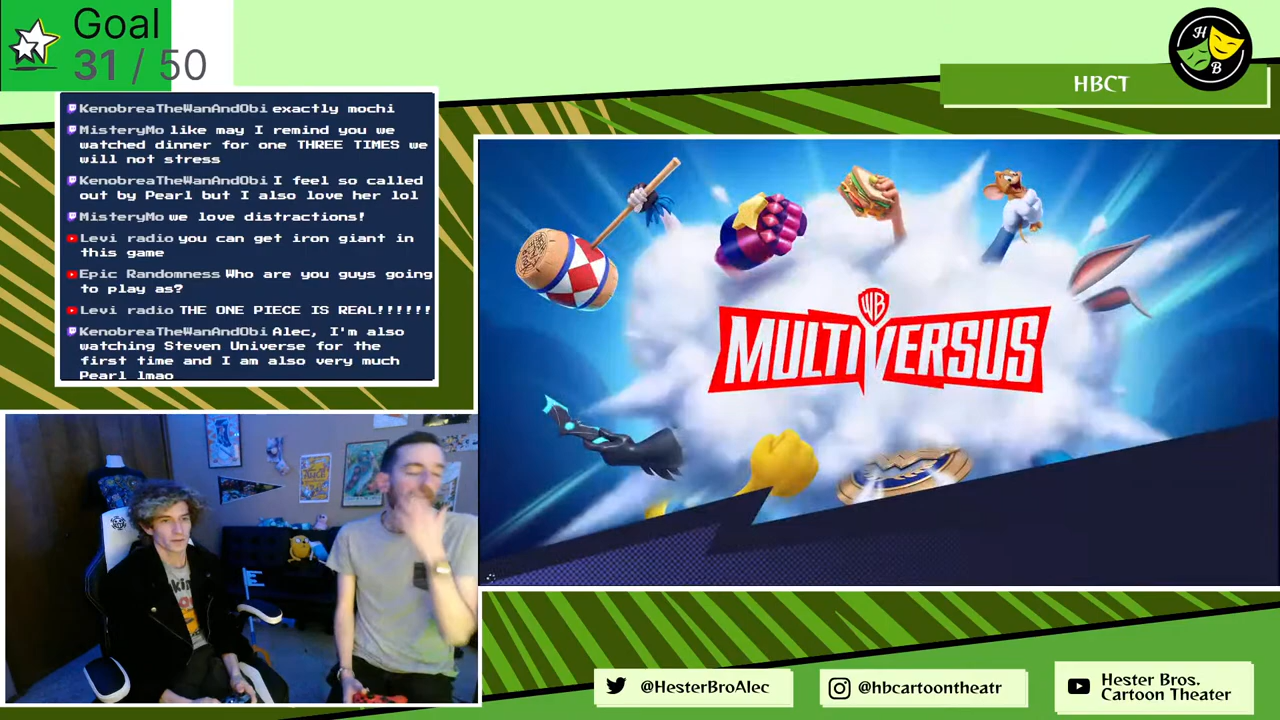 Goal
31 / 50
KenobreaTheWanAndObi exactly mochi
MisteryMo like may I remind you we
watched dinner for one THREE TIMES we
will not stress
KenobreaTheWanAndObi I feel so called
out by Pearl but I also love her lol
MisteryMo we love distractions!
Levi radio you can get iron giant in
this game
Epic Randomness Who are you guys going
to play as?
Levi radio THE ONE PIECE IS REAL!!!!!!
KenobreaTheWanAndObi Alec, I'm also
watching Steven Universe for the
first time and I am also very much
Pearl lmao
H
B
HBCT
WB
MULTIVERSUS
@HesterBroAlec
@hbcartoontheatr
Hester Bros.
Cartoon Theater